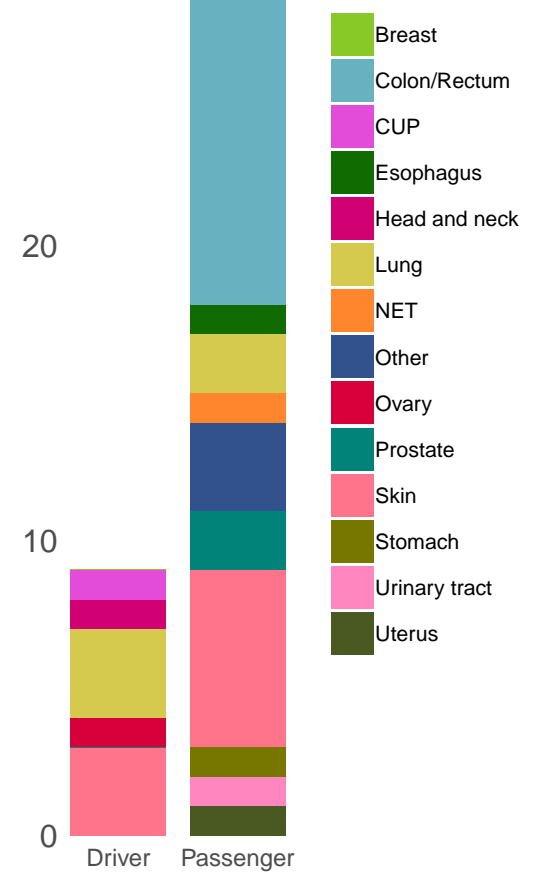 20
10
0
Driver
Passenger
Breast
Colon/Rectum
CUP
Esophagus
Head and neck
Lung
NET
Other
Ovary
Prostate
Skin
Stomach
Urinary tract
Uterus